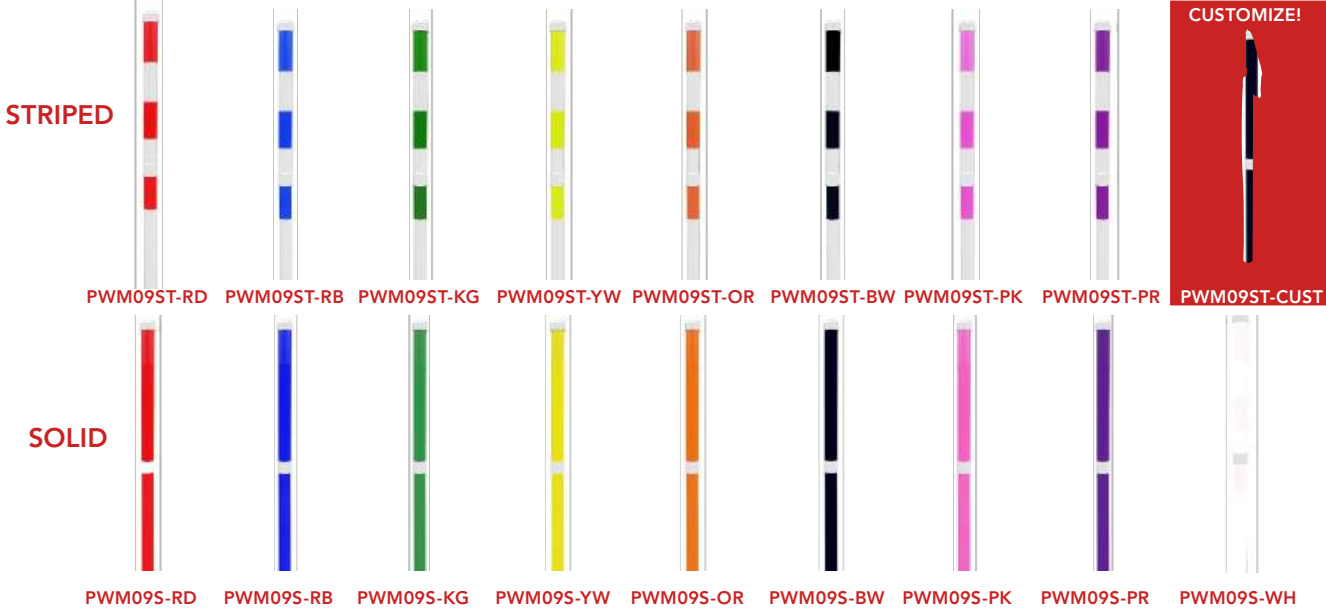 CUSTOMIZE!
STRIPED
PWM09ST-RD PWM09ST-RB PWM09ST-KG PWM09ST-YW PWM09ST-OR PWM09ST-BW PWM09ST-PK PWM09ST-PR PWM09ST-CUST
SOLID
PWM09S-RD PWM09S-RB PWM09S-KG PWM09S-YW PWM09S-OR PWM09S-BW PWM09S-PK PWM09S-PR PWM09S-WH